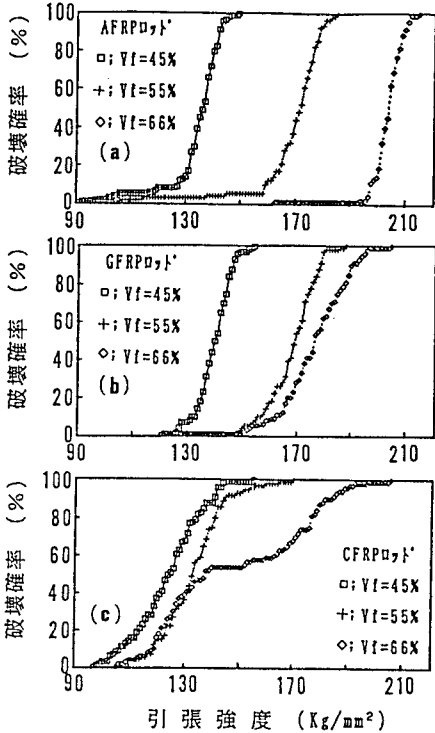 破壊確率 (%)
100
80
60
40
20
0
AFRPロッド
□; Vf=45%
+; Vf=55%
◇; Vf=66%
(a)
90
130
170
210
破壊確率 (%)
100
80
60
40
20
0
GFRPロッド
□; Vf=45%
+; Vf=55%
◇; Vf=66%
(b)
90
130
170
210
破壊確率 (%)
100
80
60
40
20
0
CFRPロッド
□; Vf=45%
+; Vf=55%
◇; Vf=66%
(c)
90
130
170
210
引張強度 (Kg/mm²)